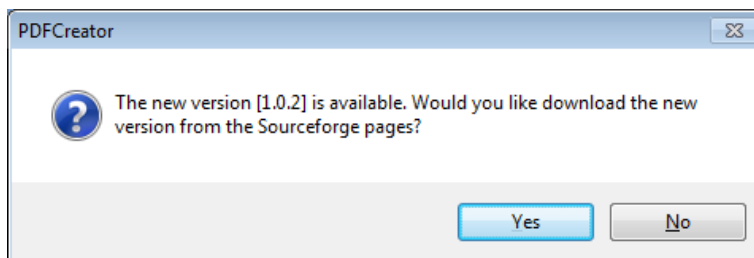 PDFCreator
The new version [1.0.2] is available. Would you like download the new
version from the Sourceforge pages?
Yes
No